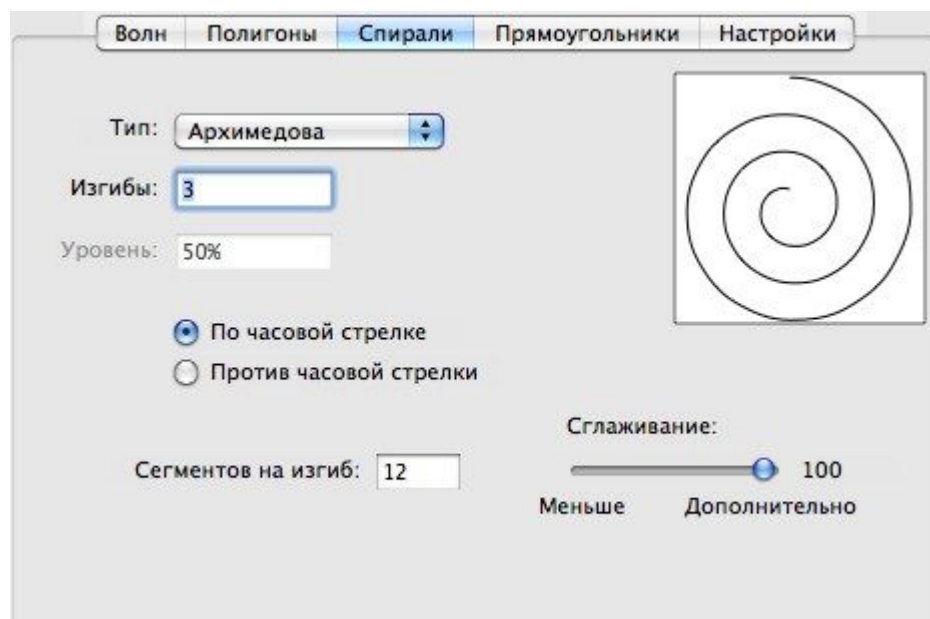 Волн Полигоны Спирали Прямоугольники Настройки
Тип: Архимедова
Изгибы: 3
Уровень: 50%
По часовой стрелке
Против часовой стрелки
Сглаживание:
Сегментов на изгиб: 12
100
Меньше Дополнительно